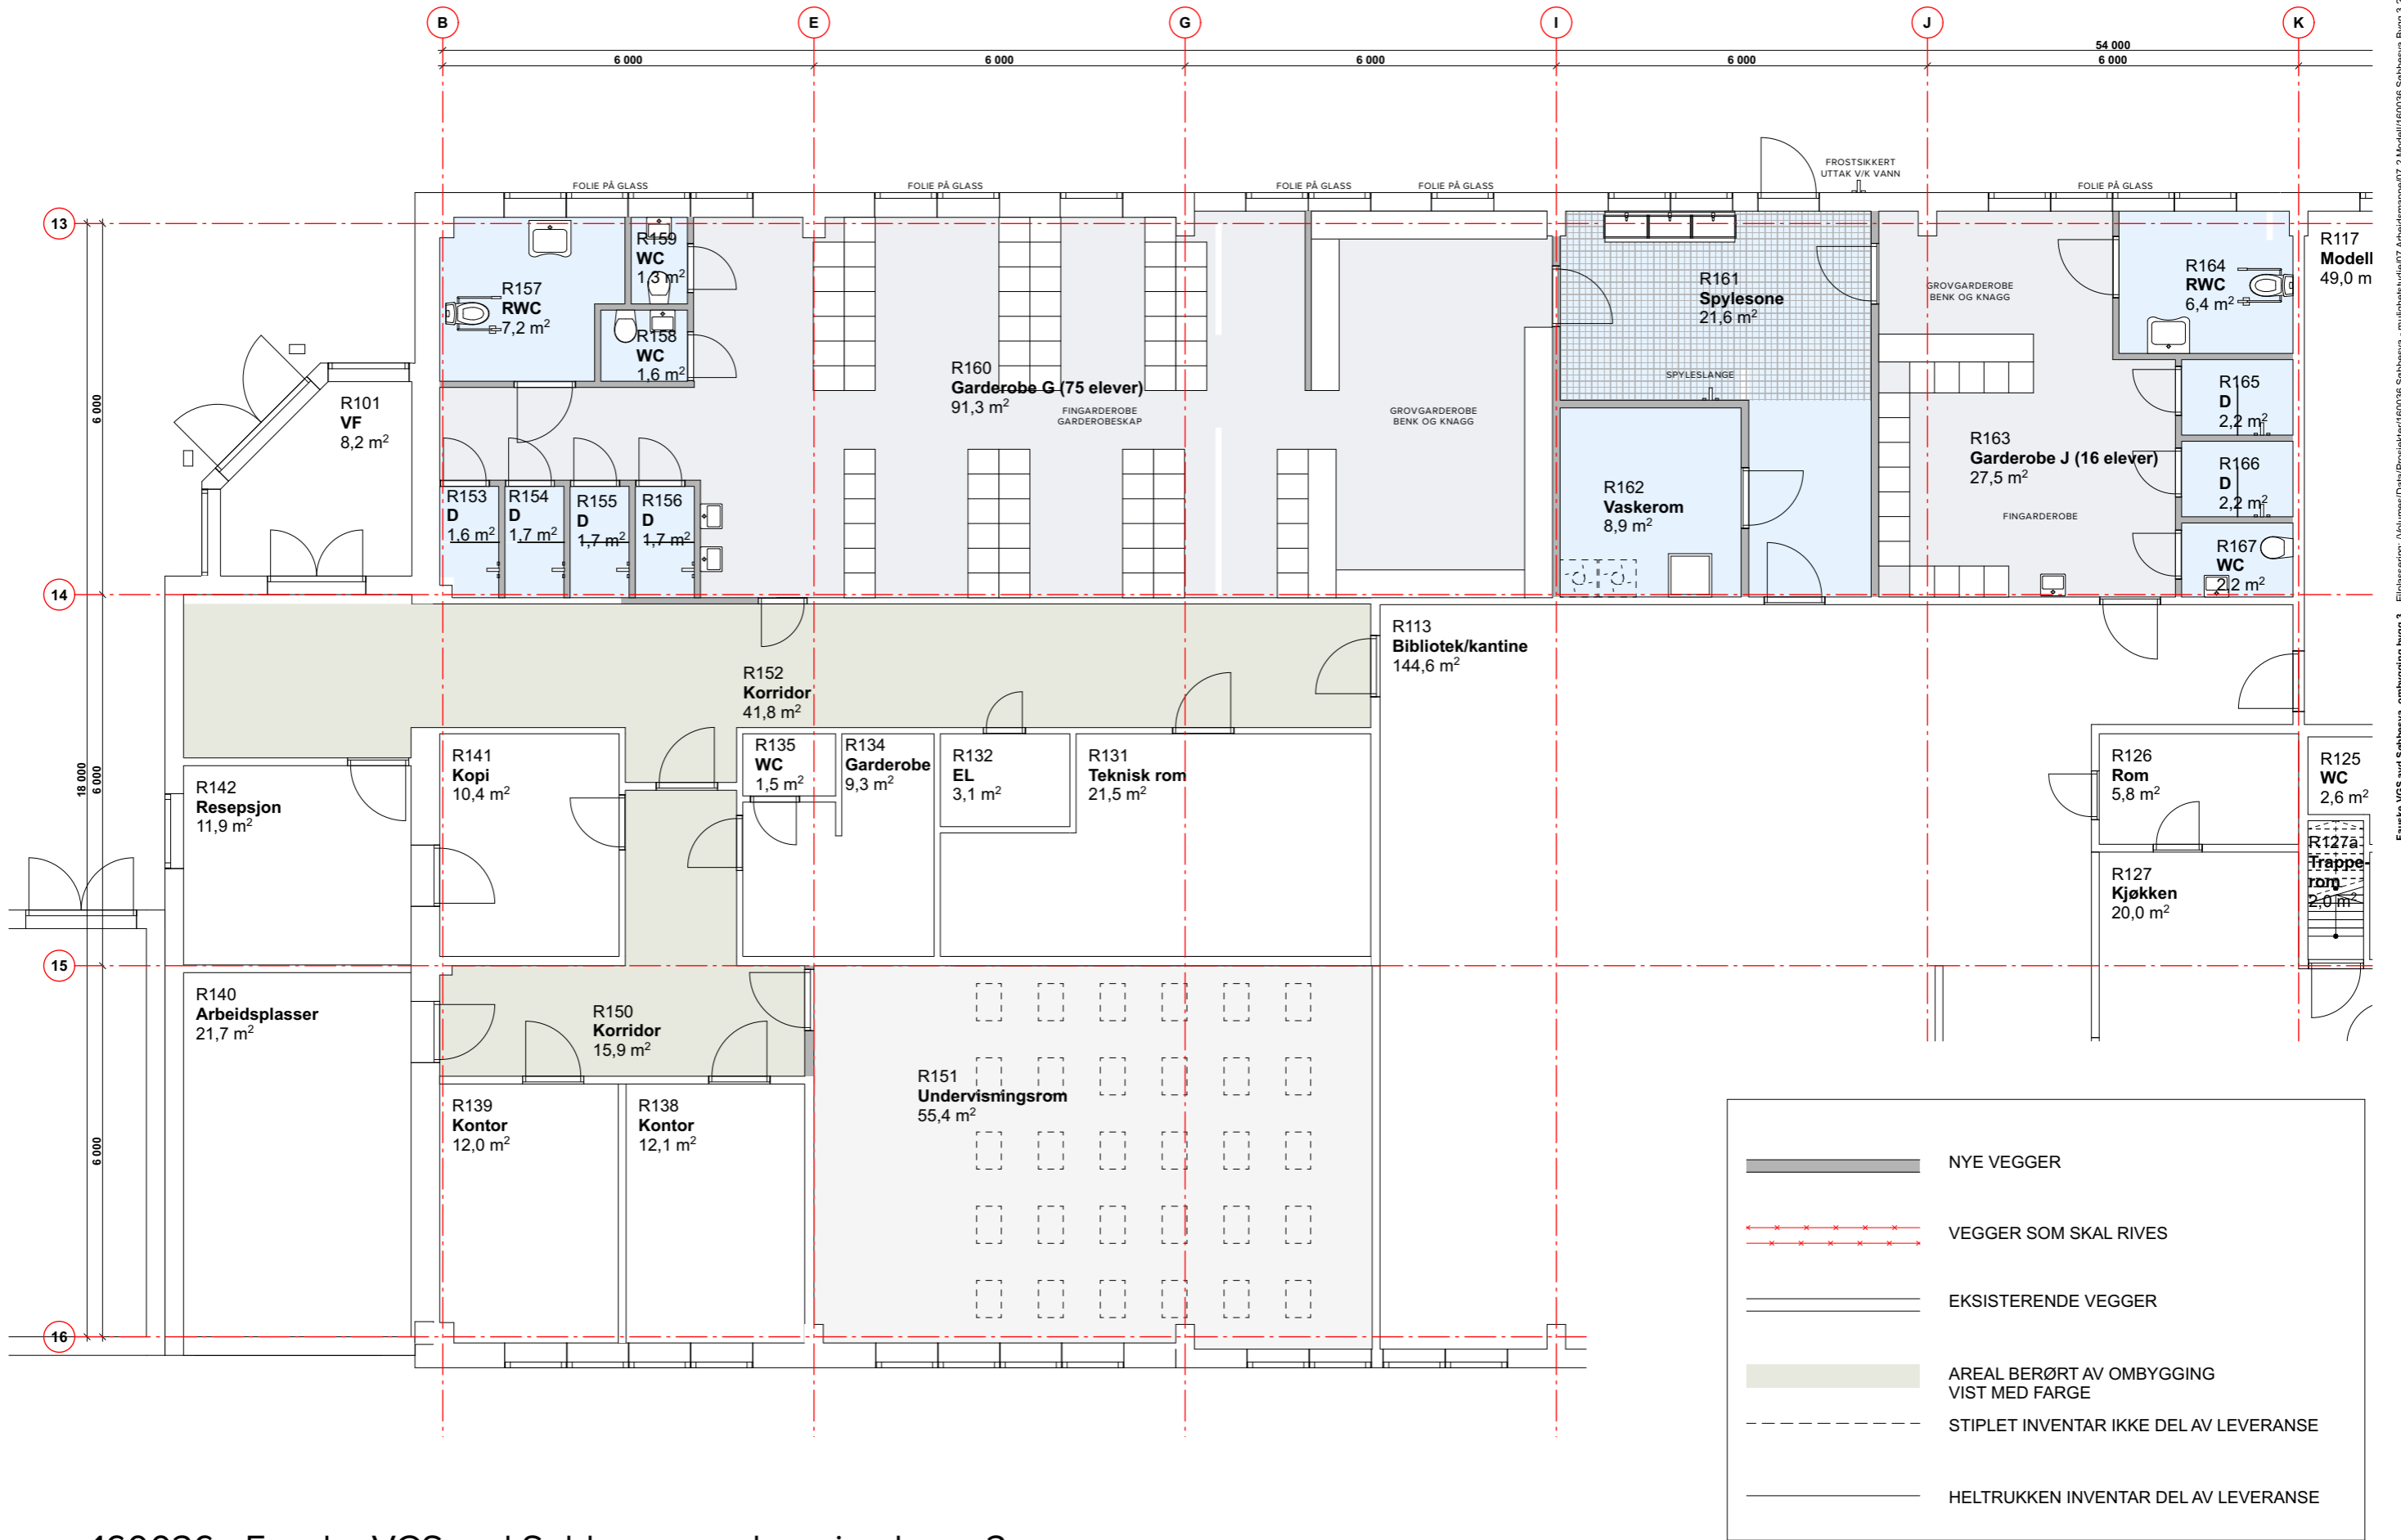 B E G I J K
54 000
6 000 6 000 6 000 6 000 6 000
FROSTSIKKERT
UTTAK V/K VANN
FOLIE PÅ GLASS FOLIE PÅ GLASS FOLIE PÅ GLASS FOLIE PÅ GLASS FOLIE PÅ GLASS
13
14
15
16
18 000
6 000
6 000
6 000
R159
WC
1,3 m²
R157
RWC
7,2 m²
R158
WC
1,6 m²
R160
Garderobe G (75 elever)
91,3 m²
FINGARDEROBE
GARDEROBESKAP
GROVGARDEROBE
BENK OG KNAGG
R161
Spylesone
21,6 m²
SPYLESLANGE
GROVGARDEROBE
BENK OG KNAGG
R164
RWC
6,4 m²
R117
Modell
49,0 m
R101
VF
8,2 m²
R165
D
2,2 m²
R163
Garderobe J (16 elever)
27,5 m²
FINGARDEROBE
R166
D
2,2 m²
R167
WC
2,2 m²
R153
D
1,6 m²
R154
D
1,7 m²
R155
D
1,7 m²
R156
D
1,7 m²
R162
Vaskerom
8,9 m²
R113
Bibliotek/kantine
144,6 m²
R152
Korridor
41,8 m²
R142
Resepsjon
11,9 m²
R141
Kopi
10,4 m²
R135
WC
1,5 m²
R134
Garderobe
9,3 m²
R132
EL
3,1 m²
R131
Teknisk rom
21,5 m²
R126
Rom
5,8 m²
R125
WC
2,6 m²
R127a
Trappe-
rom
2,0 m²
R127
Kjøkken
20,0 m²
R140
Arbeidsplasser
21,7 m²
R150
Korridor
15,9 m²
R151
Undervisningsrom
55,4 m²
R139
Kontor
12,0 m²
R138
Kontor
12,1 m²
NYE VEGGER
VEGGER SOM SKAL RIVES
EKSISTERENDE VEGGER
AREAL BERØRT AV OMBYGGING
VIST MED FARGE
STIPLET INVENTAR IKKE DEL AV LEVERANSE
HELTRUKKEN INVENTAR DEL AV LEVERANSE